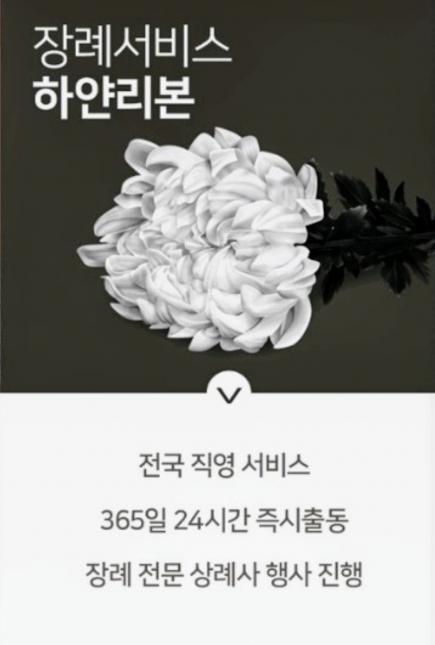 장례서비스
하얀리본
전국 직영 서비스
365일 24시간 즉시출동
장례 전문 상례사 행사 진행